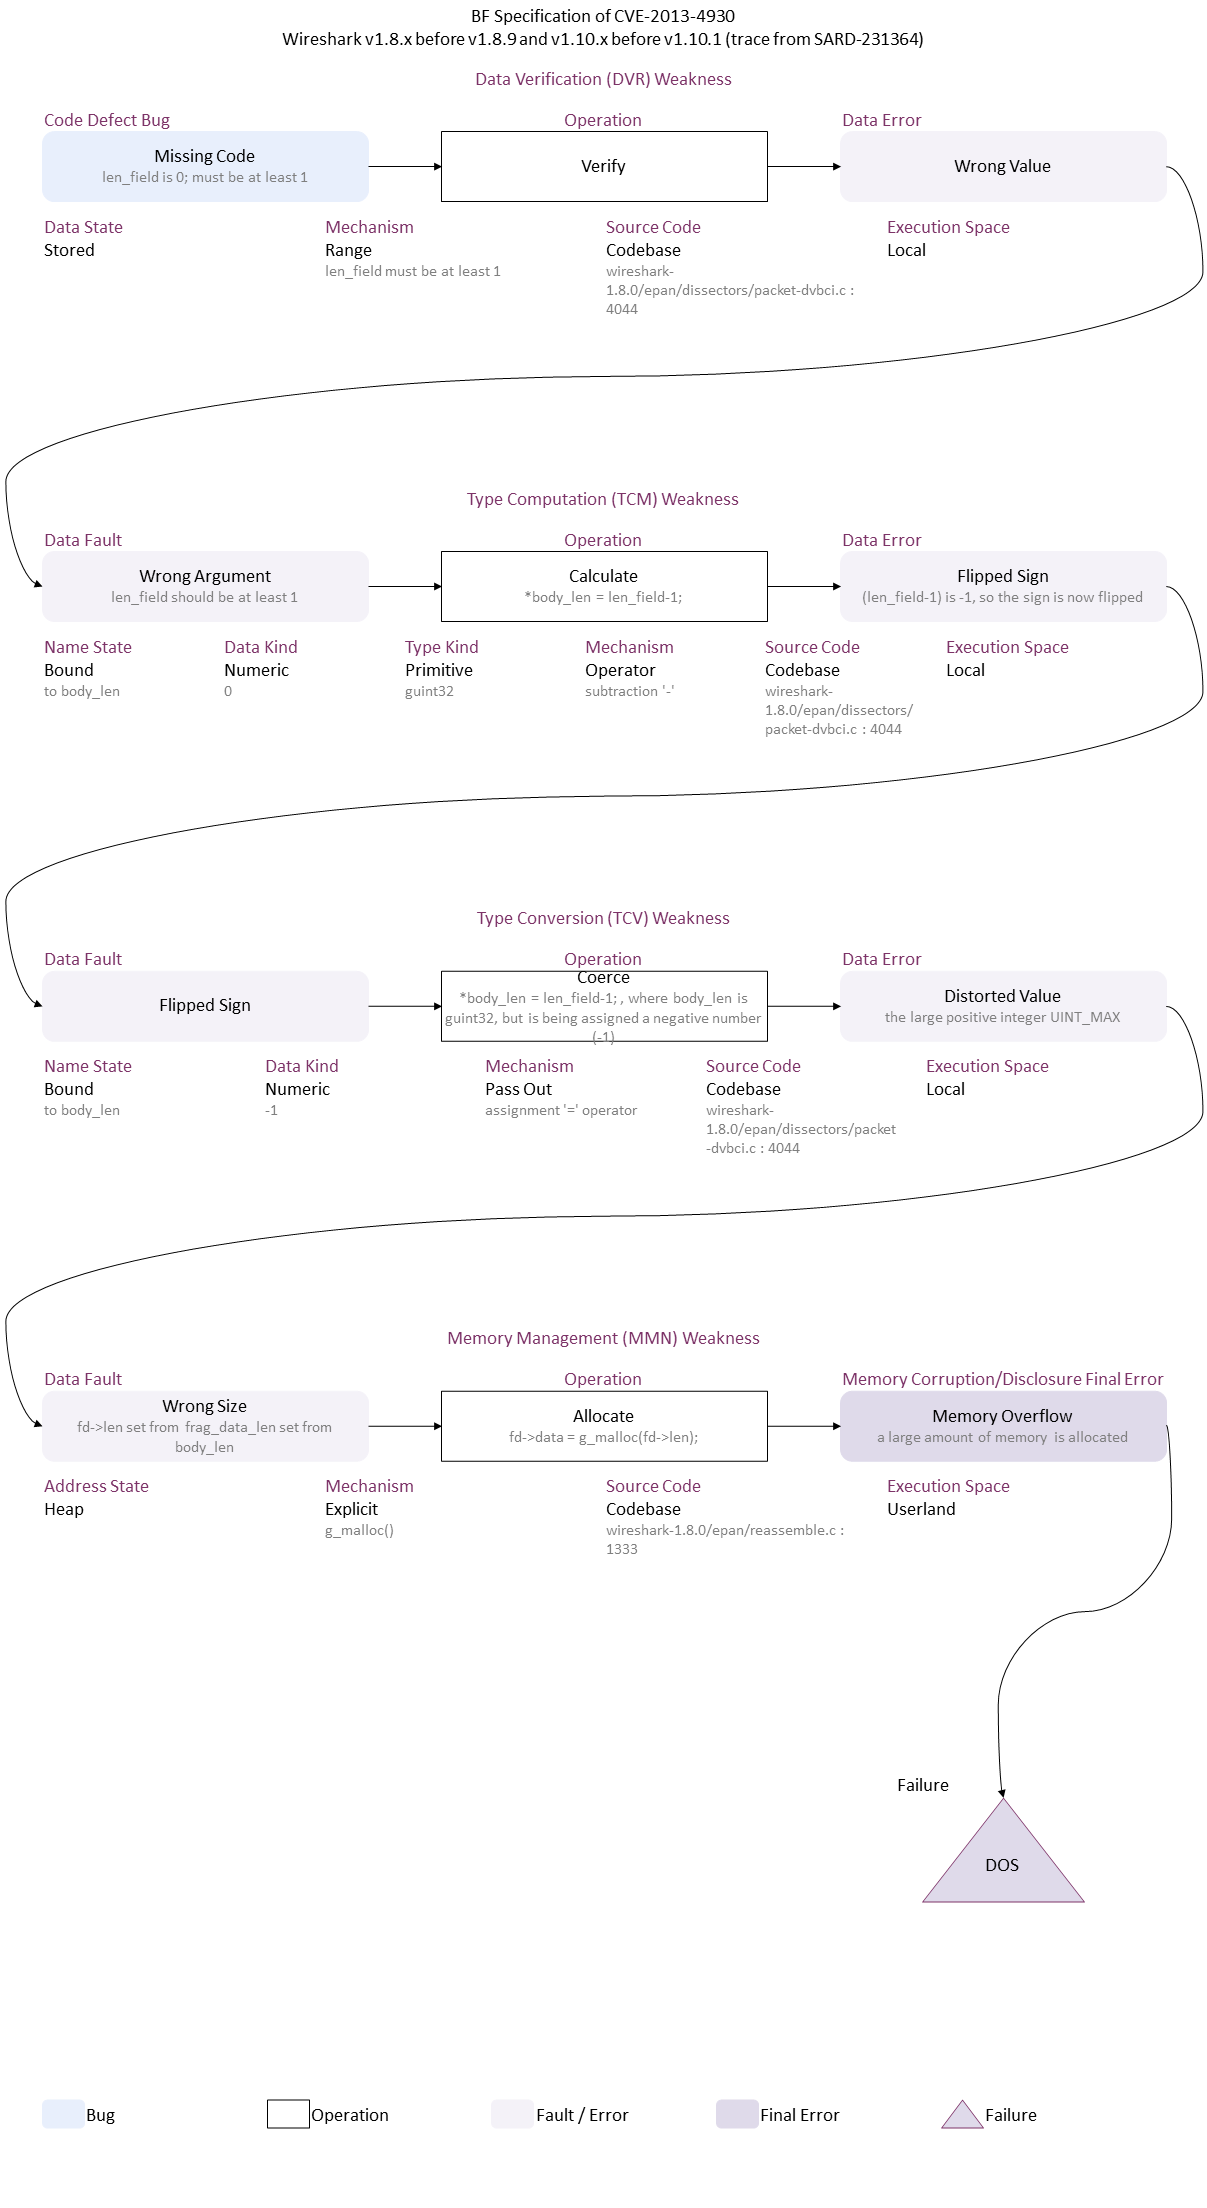 BF Specification of CVE-2013-4930
Wireshark v1.8.x before v1.8.9 and v1.10.x before v1.10.1 (trace from SARD-231364)
Data Verification (DVR) Weakness
Code Defect Bug
Operation
Data Error
Missing Code
len_field is 0; must be at least 1
Verify
Wrong Value
Data State
Mechanism
Source Code
Execution Space
Stored
Range
Codebase
Local
len_field must be at least 1
wireshark-
1.8.0/epan/dissectors/packet-dvbci.c :
4044
Type Computation (TCM) Weakness
Data Fault
Operation
Data Error
Wrong Argument
len_field should be at least 1
Calculate
*body_len = len_field-1;
Flipped Sign
(len_field-1) is -1, so the sign is now flipped
Name State
Data Kind
Type Kind
Mechanism
Source Code
Execution Space
Bound
Numeric
Primitive
Operator
Codebase
Local
to body_len
0
guint32
subtraction '-'
wireshark-
1.8.0/epan/dissectors/
packet-dvbci.c : 4044
Type Conversion (TCV) Weakness
Data Fault
Operation
Data Error
Flipped Sign
Coerce
*body_len = len_field-1; , where body_len is
guint32, but is being assigned a negative number
(-1)
Distorted Value
the large positive integer UINT_MAX
Name State
Data Kind
Mechanism
Source Code
Execution Space
Bound
Numeric
Pass Out
Codebase
Local
to body_len
-1
assignment '=' operator
wireshark-
1.8.0/epan/dissectors/packet
-dvbci.c : 4044
Memory Management (MMN) Weakness
Data Fault
Operation
Memory Corruption/Disclosure Final Error
Wrong Size
fd->len set from frag_data_len set from
body_len
Allocate
fd->data = g_malloc(fd->len);
Memory Overflow
a large amount of memory is allocated
Address State
Mechanism
Source Code
Execution Space
Heap
Explicit
Codebase
Userland
g_malloc()
wireshark-1.8.0/epan/reassemble.c :
1333
Failure
DOS
Bug
Operation
Fault / Error
Final Error
Failure